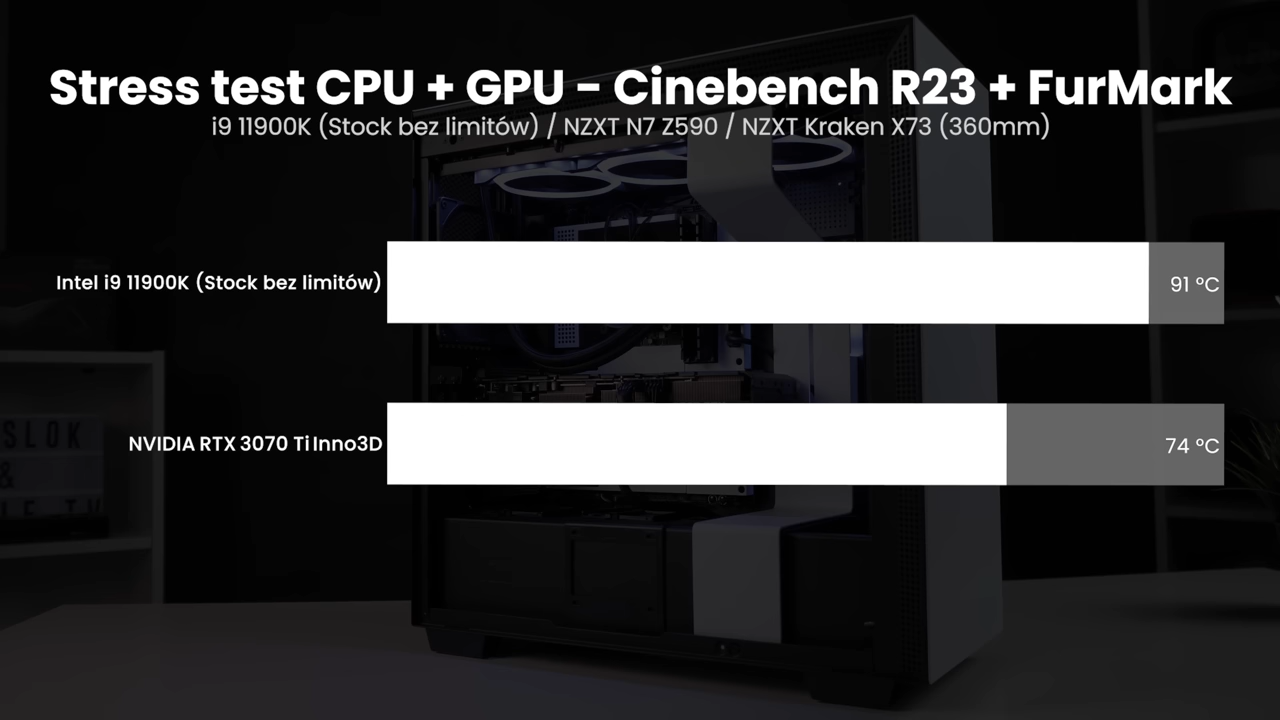 Stress test CPU + GPU - Cinebench R23 + FurMark
i9 11900K (Stock bez limitów) / NZXT N7 Z590 / NZXT Kraken X73 (360mm)
Intel i9 11900K (Stock bez limitów)
91 °C
NVIDIA RTX 3070 Ti Inno3D
74 °C
SLOK
&